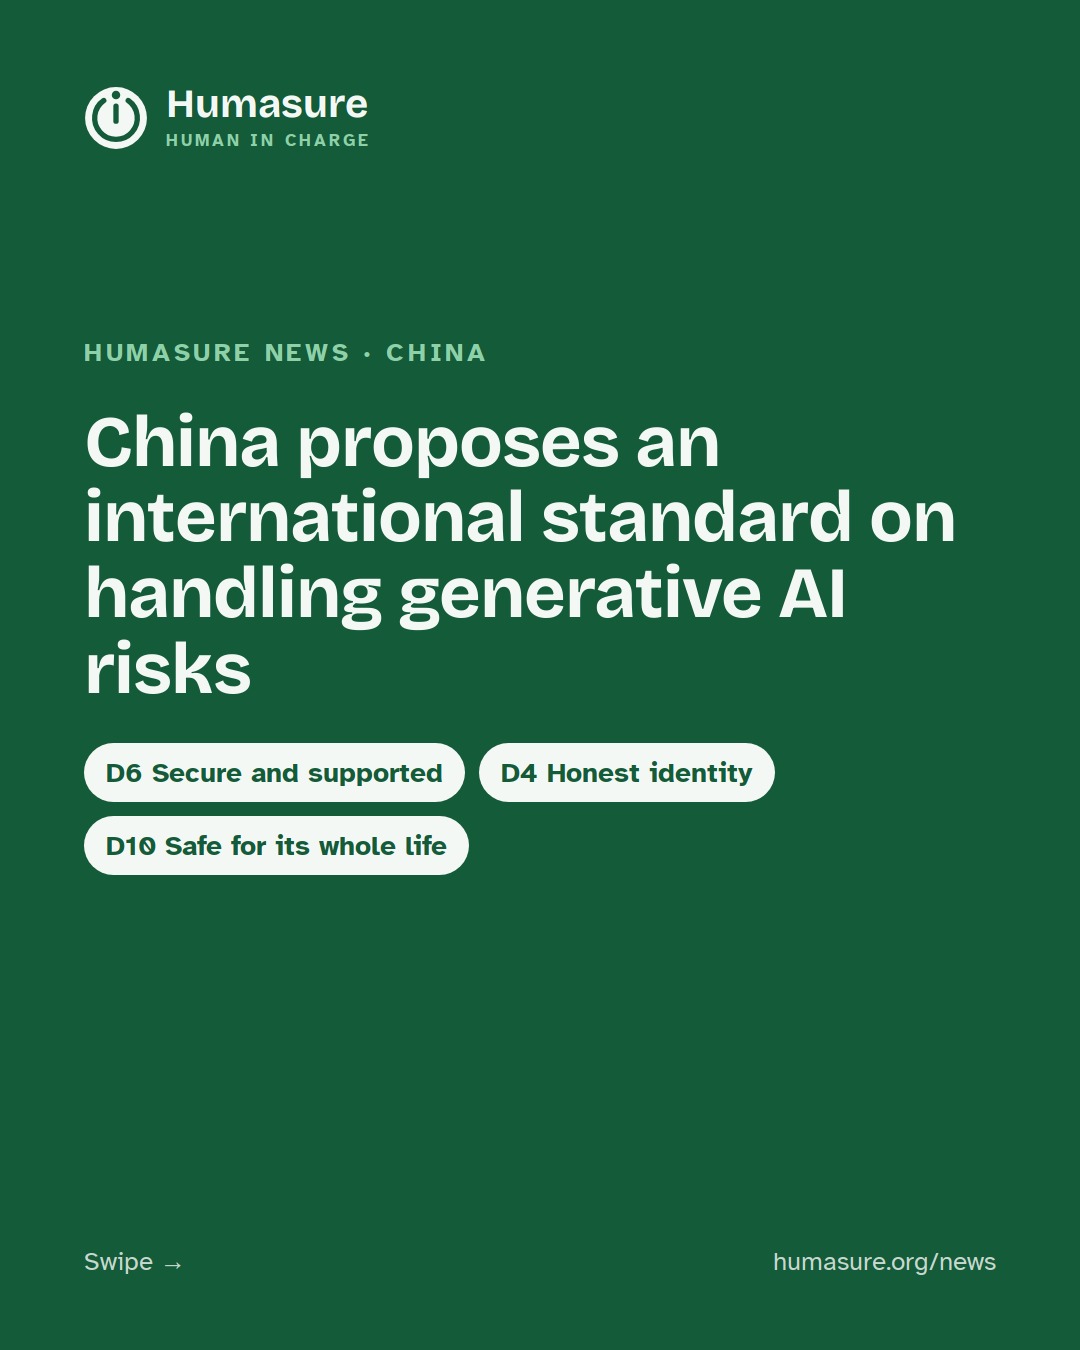 Humasure
HUMAN IN CHARGE
HUMASURE NEWS · CHINA
China proposes an
international standard on
handling generative AI
risks
D6 Secure and supported
D4 Honest identity
D10 Safe for its whole life
Swipe →
humasure.org/news